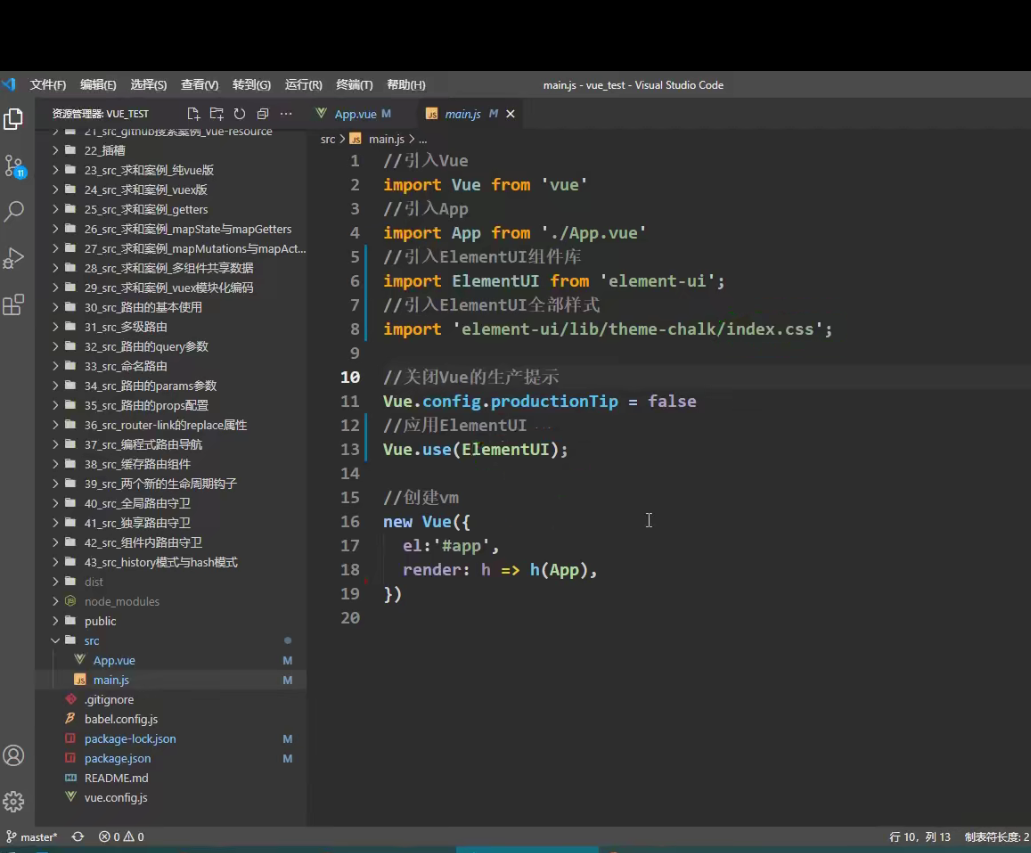 文件(F) 编辑(E) 选择(S) 查看(V) 转到(G) 运行(R) 终端(T) 帮助(H) main.js - vue_test - Visual Studio Code
资源管理器: VUE_TEST
21_src_github搜索案例_vue-resource
22_插槽
23_src_求和案例_纯vue版
24_src_求和案例_vuex版
25_src_求和案例_getters
26_src_求和案例_mapState与mapGetters
27_src_求和案例_mapMutations与mapAct...
28_src_求和案例_多组件共享数据
29_src_求和案例_vuex模块化编码
30_src_路由的基本使用
31_src_多级路由
32_src_路由的query参数
33_src_命名路由
34_src_路由的params参数
35_src_路由的props配置
36_src_router-link的replace属性
37_src_编程式路由导航
38_src_缓存路由组件
39_src_两个新的生命周期钩子
40_src_全局路由守卫
41_src_独享路由守卫
42_src_组件内路由守卫
43_src_history模式与hash模式
dist
node_modules
public
src
App.vue M
main.js M
.gitignore
babel.config.js
package-lock.json M
package.json M
README.md
vue.config.js
11
App.vue M main.js M
src > main.js > ...
1 //引入Vue
2 import Vue from 'vue'
3 //引入App
4 import App from './App.vue'
5 //引入ElementUI组件库
6 import ElementUI from 'element-ui';
7 //引入ElementUI全部样式
8 import 'element-ui/lib/theme-chalk/index.css';
9
10 //关闭Vue的生产提示
11 Vue.config.productionTip = false
12 //应用ElementUI
13 Vue.use(ElementUI);
14
15 //创建vm
16 new Vue({
17 el:'#app',
18 render: h => h(App),
19 })
20
master* 0 0 行 10，列 13 制表符长度: 2